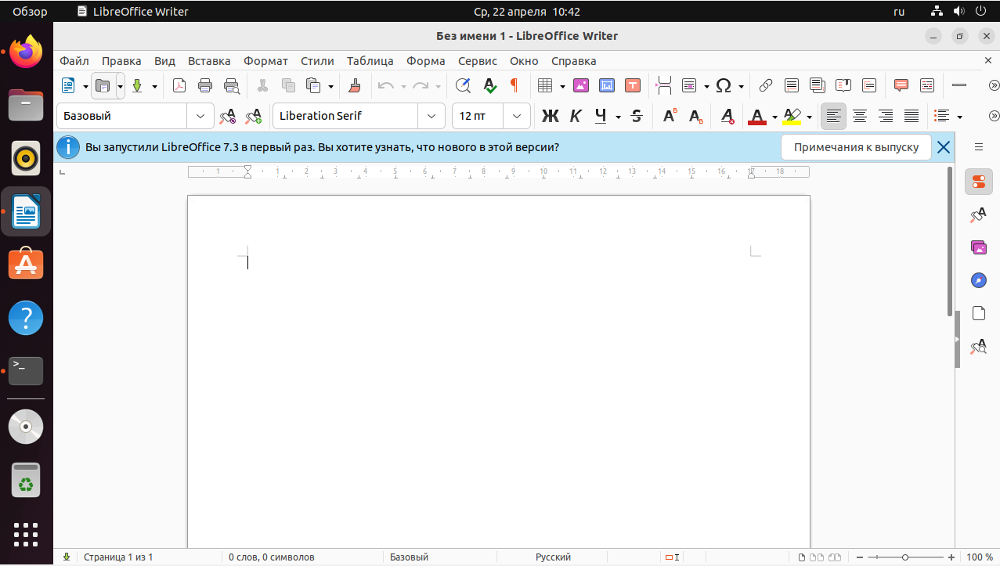 Обзор
LibreOffice Writer
Ср, 22 апреля 10:42
ru
Без имени 1 - LibreOffice Writer
Файл Правка Вид Вставка Формат Стили Таблица Форма Сервис Окно Справка
Базовый
Liberation Serif
12 пт
Ж К Ч S
Вы запустили LibreOffice 7.3 в первый раз. Вы хотите узнать, что нового в этой версии?
Примечания к выпуску
1 1 2 3 4 5 6 7 8 9 10 11 12 13 14 15 16 17 18
Страница 1 из 1
0 слов, 0 символов
Базовый
Русский
100 %